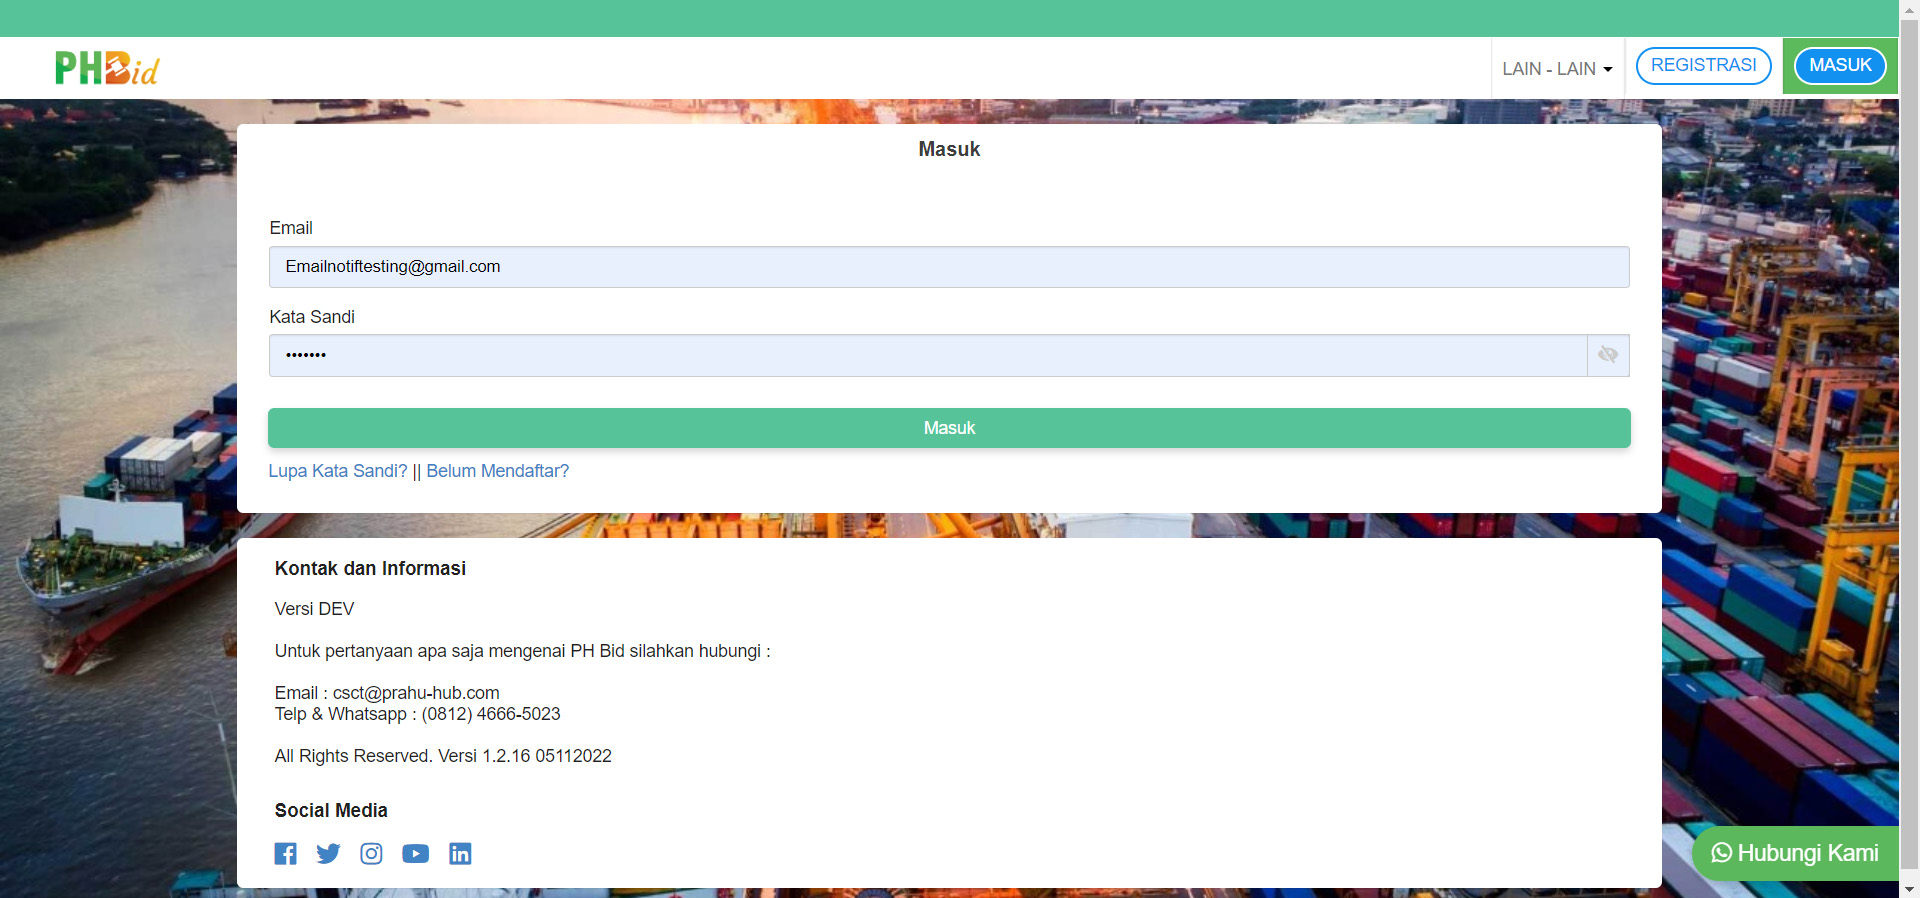 PHBid
LAIN - LAIN
REGISTRASI
MASUK
Masuk
Email
Emailnotiftesting@gmail.com
Kata Sandi
•••••••
Masuk
Lupa Kata Sandi? || Belum Mendaftar?
Kontak dan Informasi
Versi DEV
Untuk pertanyaan apa saja mengenai PH Bid silahkan hubungi :
Email : csct@prahu-hub.com
Telp & Whatsapp : (0812) 4666-5023
All Rights Reserved. Versi 1.2.16 05112022
Social Media
Hubungi Kami